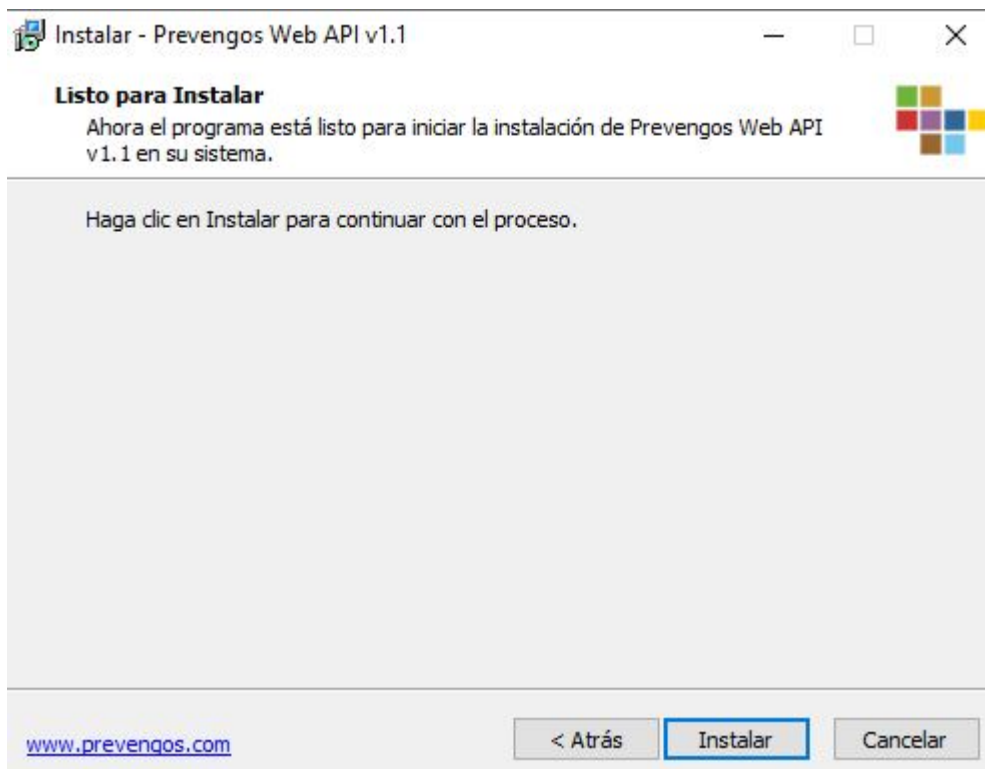 Instalar - Prevengos Web API v1.1
Listo para Instalar
Ahora el programa está listo para iniciar la instalación de Prevengos Web API
v1.1 en su sistema.
Haga clic en Instalar para continuar con el proceso.
www.prevengos.com
< Atrás
Instalar
Cancelar